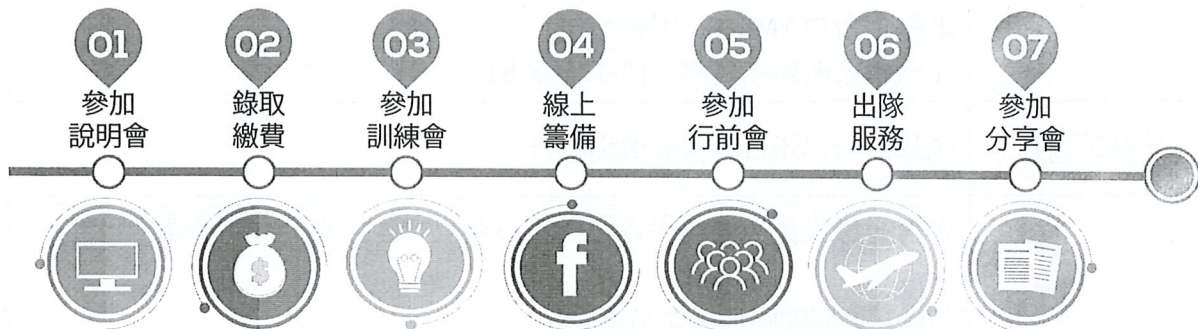 01
參加
說明會
02
錄取
繳費
03
參加
訓練會
04
線上
籌備
05
參加
行前會
06
出隊
服務
07
參加
分享會
$
f